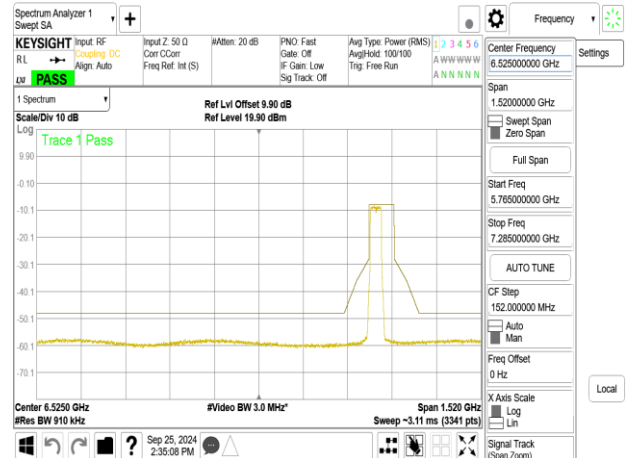 Spectrum Analyzer 1
Swept SA
+
Frequency
KEYSIGHT
Input: RF
Coupling: DC
Align: Auto
Input Z: 50 Ω
Corr CCorr
Freq Ref: Int (S)
#Atten: 20 dB
PNO: Fast
Gate: Off
IF Gain: Low
Sig Track: Off
Avg Type: Power (RMS)
Avg|Hold: 100/100
Trig: Free Run
1 2 3 4 5 6
A W W W W W
A N N N N N
RL
LXI
PASS
Center Frequency
6.525000000 GHz
Settings
Span
1.52000000 GHz
Swept Span
Zero Span
Full Span
Start Freq
5.765000000 GHz
Stop Freq
7.285000000 GHz
AUTO TUNE
CF Step
152.000000 MHz
Auto
Man
Freq Offset
0 Hz
X Axis Scale
Log
Lin
Local
Signal Track
(Span Zoom)
1 Spectrum
Scale/Div 10 dB
Ref Lvl Offset 9.90 dB
Ref Level 19.90 dBm
Log
Trace 1 Pass
9.90
-0.10
-10.1
-20.1
-30.1
-40.1
-50.1
-60.1
-70.1
Center 6.5250 GHz
#Video BW 3.0 MHz*
Span 1.520 GHz
#Res BW 910 kHz
Sweep ~3.11 ms (3341 pts)
?
Sep 25, 2024
2:35:08 PM